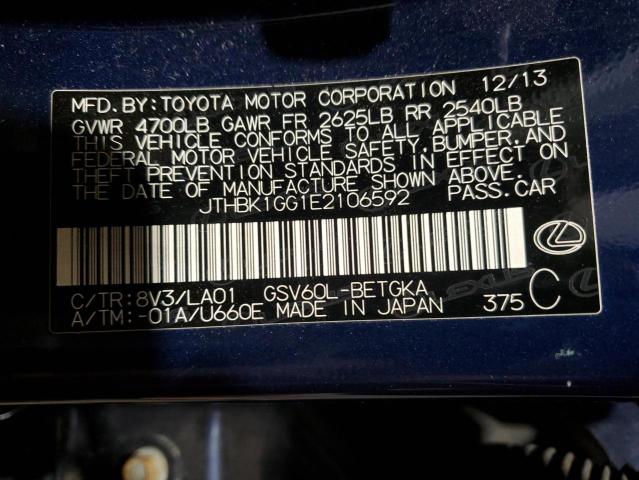 MFD. BY: TOYOTA MOTOR CORPORATION 12/13
GVWR 4700LB GAWR FR 2625LB RR 2540LB
THIS VEHICLE CONFORMS TO ALL APPLICABLE
FEDERAL MOTOR VEHICLE SAFETY, BUMPER, AND
THEFT PREVENTION STANDARDS IN EFFECT ON
THE DATE OF MANUFACTURE SHOWN ABOVE.
JTHBK1GG1E2106592 PASS. CAR
C/TR: 8V3/LA01 GSV60L-BETGKA
A/TM: -01A/U660E MADE IN JAPAN 375 C